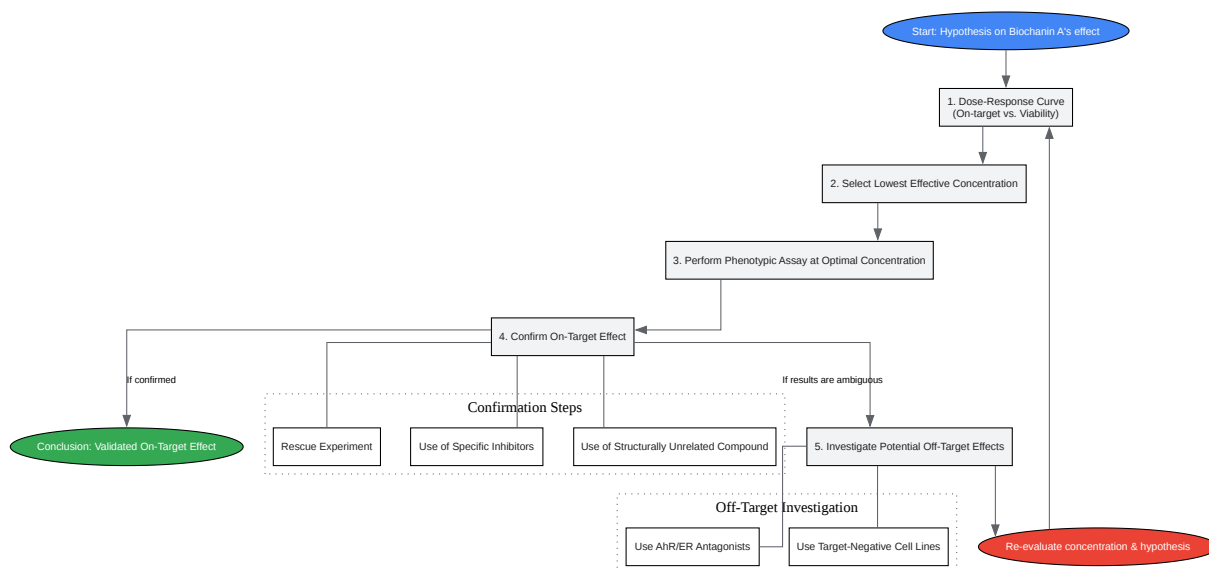 Start: Hypothesis on Biochanin A's effect
1. Dose-Response Curve
(On-target vs. Viability)
2. Select Lowest Effective Concentration
3. Perform Phenotypic Assay at Optimal Concentration
4. Confirm On-Target Effect
If confirmed
If results are ambiguous
Confirmation Steps
Conclusion: Validated On-Target Effect
Rescue Experiment
Use of Specific Inhibitors
Use of Structurally Unrelated Compound
5. Investigate Potential Off-Target Effects
Off-Target Investigation
Use AhR/ER Antagonists
Use Target-Negative Cell Lines
Re-evaluate concentration & hypothesis